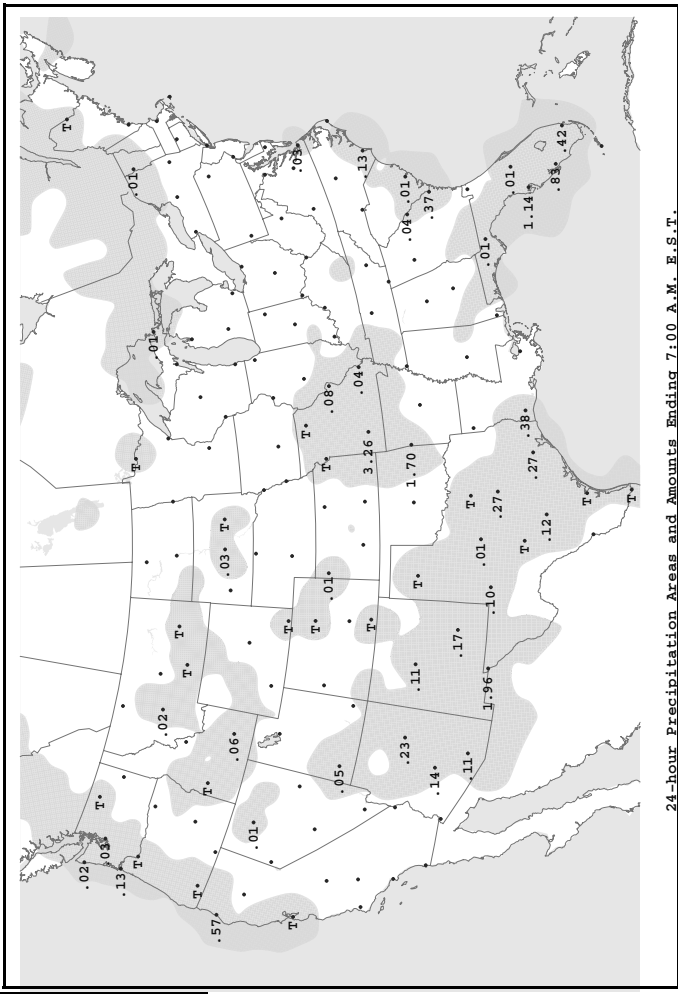 T
.02
T
.03
.13
.01
T
T
.01
.02
T
T
T
T
.57
.03
T
.06
.01
T
T
.03
T
T
T
.01
.08
.05
.04
.13
3.26
T
.23
.04
.01
1.70
.11
T
.37
.14
.17
.11
T
.01
.01
1.96
.10
.27
.01
T
.38
1.14
.27
.12
.83
.42
T
T
24-hour Precipitation Areas and Amounts Ending 7:00 A.M. E.S.T.